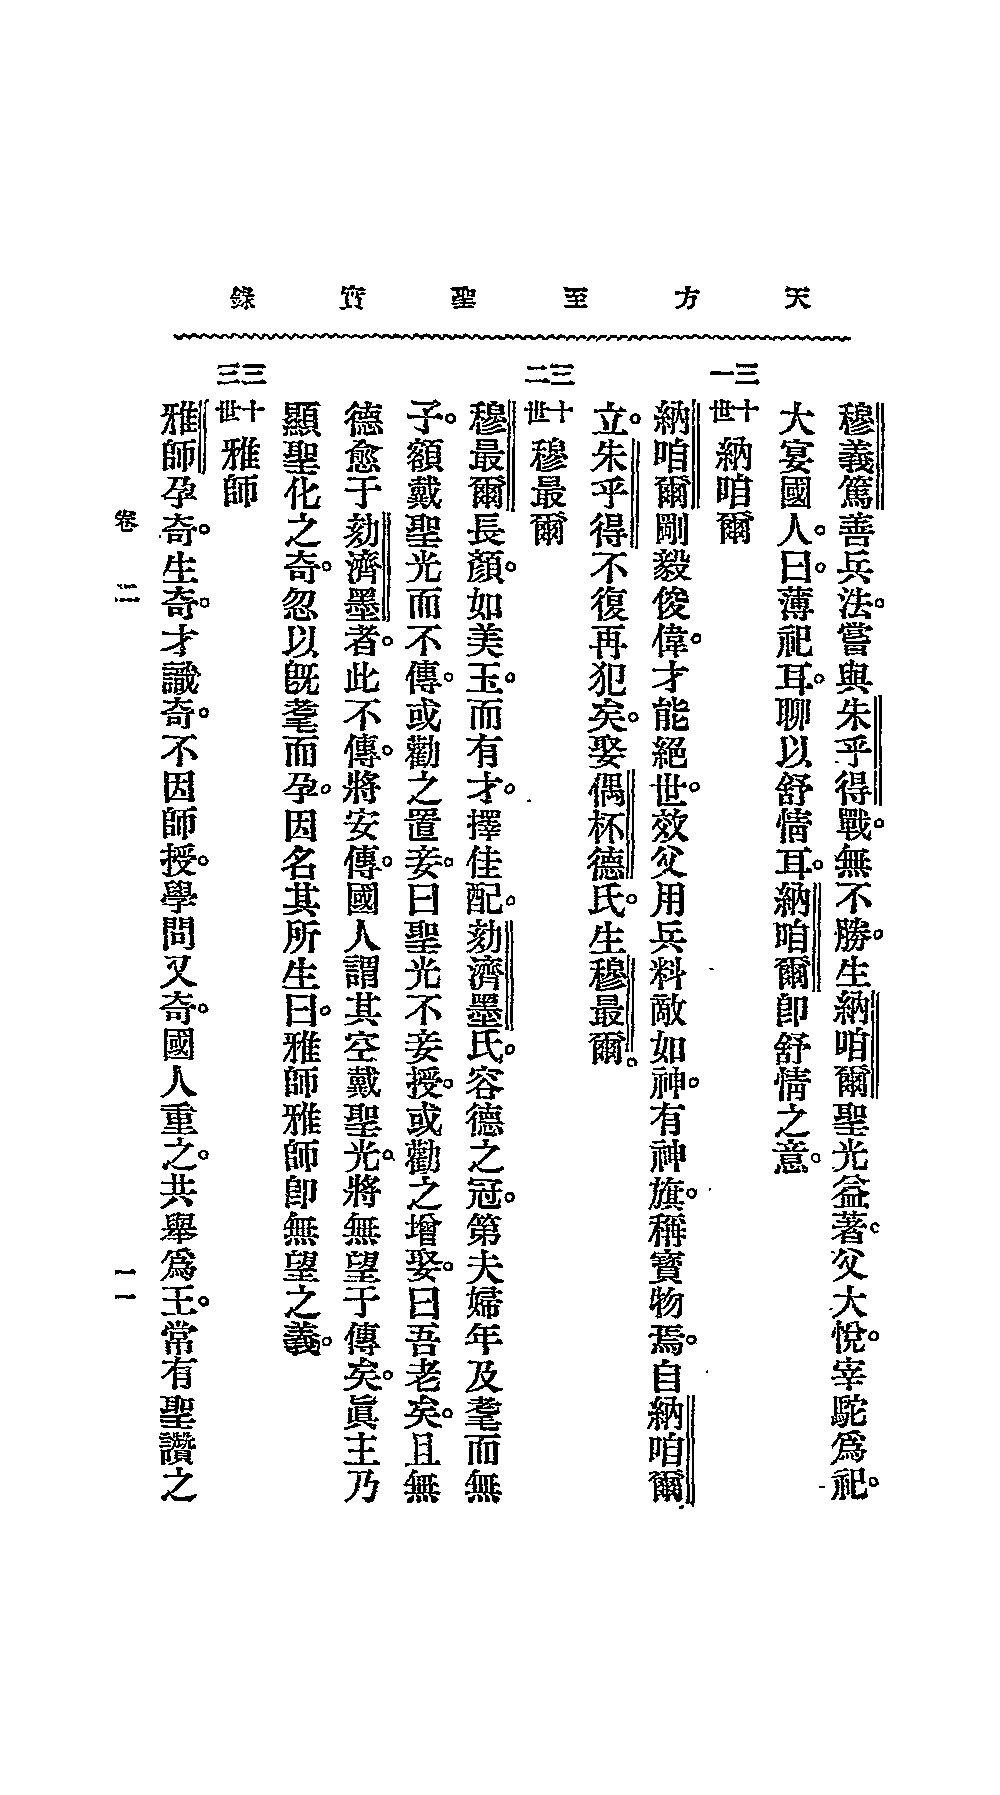 天方至聖實錄
穆義篤善兵法。嘗與朱乎得戰。無不勝。生納咱爾聖光益著。父大悅。宰駝爲祀。
大宴國人。曰。薄祀耳。聊以舒情耳。納咱爾卽舒情之意。
三十一世 納咱爾
納咱爾剛毅俊偉。才能絕世。效父用兵料敵如神。有神旗。稱寶物焉。自納咱爾
立。朱乎得不復再犯矣。娶偶杯德氏。生穆最爾。
三十二世 穆最爾
穆最爾長顏。如美玉。而有才。擇佳配。劾濟墨氏。容德之冠。第夫婦年及耄而無
子。額戴聖光而不傳。或勸之置妾。曰聖光不妾授。或勸之增娶。曰吾老矣。且無
德愈于劾濟墨者。此不傳。將安傳。國人謂其空戴聖光。將無望于傳矣。眞主乃
顯聖化之奇。忽以旣耄而孕。因名其所生曰。雅師雅師卽無望之義。
三十三世 雅師
雅師孕奇。生奇。才識奇。不因師授。學問又奇。國人重之。共舉爲王。常有聖讚之
卷二
一一